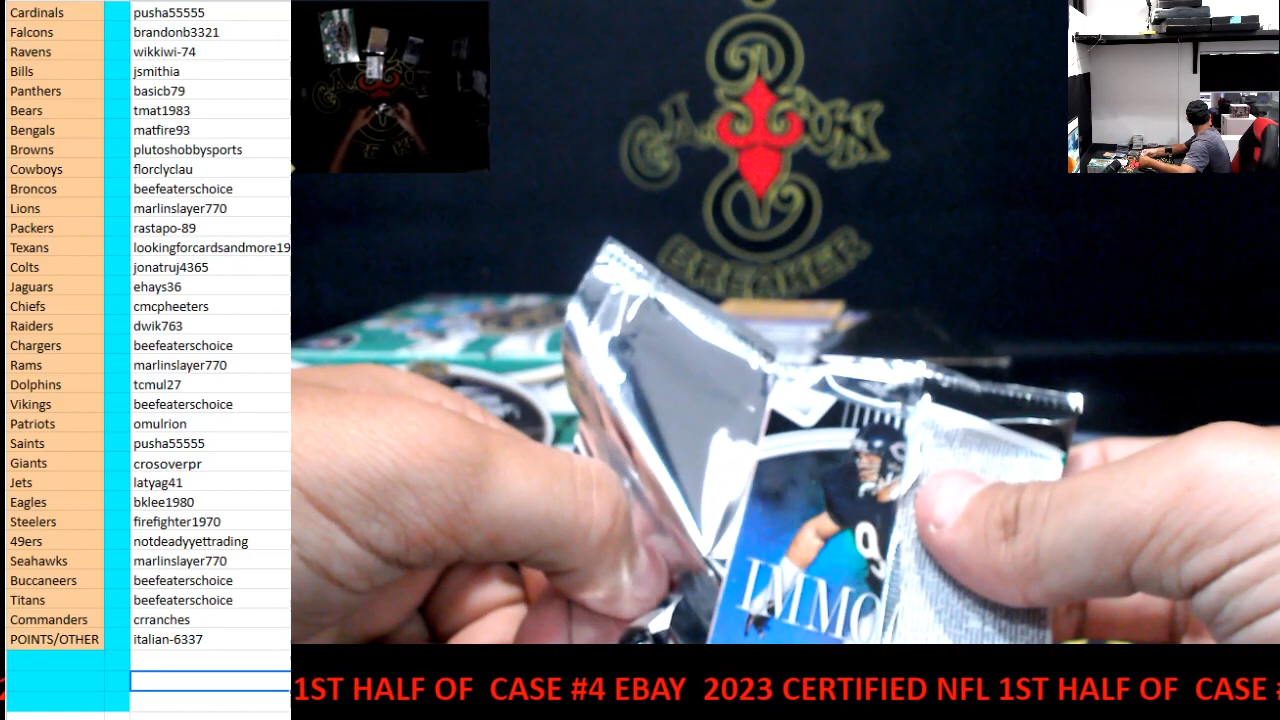 Cardinals pusha55555
Falcons brandonb3321
Ravens wikkiwi-74
Bills jsmithia
Panthers basicb79
Bears tmat1983
Bengals matfire93
Browns plutoshobbysports
Cowboys florclyclau
Broncos beefeaterschoice
Lions marlinslayer770
Packers rastapo-89
Texans lookingforcardsandmore19
Colts jonatruj4365
Jaguars ehays36
Chiefs cmcpheeters
Raiders dwik763
Chargers beefeaterschoice
Rams marlinslayer770
Dolphins tcmul27
Vikings beefeaterschoice
Patriots omulrion
Saints pusha55555
Giants crosoverpr
Jets latyag41
Eagles bklee1980
Steelers firefighter1970
49ers notdeadyyettrading
Seahawks marlinslayer770
Buccaneers beefeaterschoice
Titans beefeaterschoice
Commanders crranches
POINTS/OTHER italian-6337
BREAKER
IMMO
1ST HALF OF CASE #4 EBAY 2023 CERTIFIED NFL 1ST HALF OF CASE